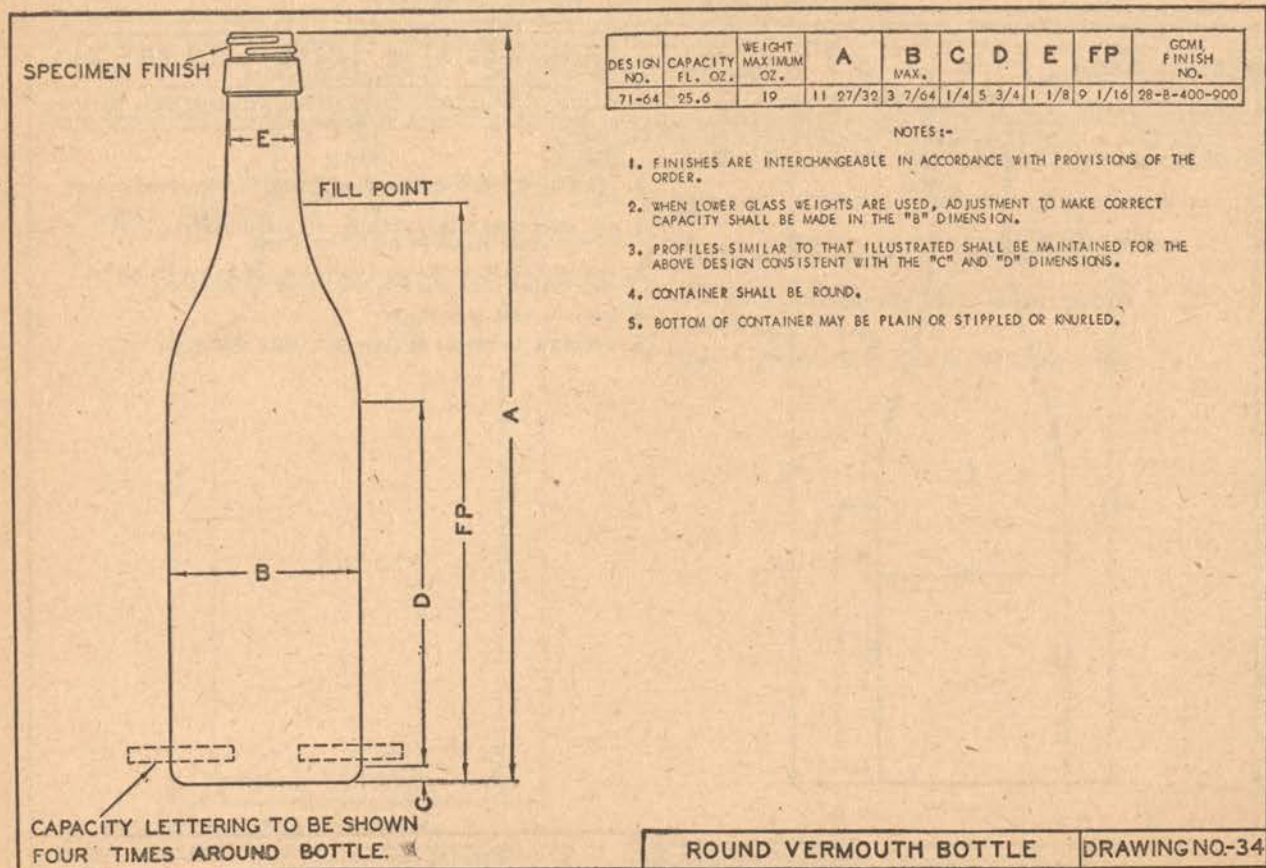 SPECIMEN FINISH
E
FILL POINT
A
FP
B
D
C
CAPACITY LETTERING TO BE SHOWN
FOUR TIMES AROUND BOTTLE.
DESIGN NO. CAPACITY FL. OZ. WEIGHT MAXIMUM OZ. A B MAX. C D E FP GCMI FINISH NO.
71-64 25.6 19 11 27/32 3 7/64 1/4 5 3/4 1 1/8 9 1/16 28-8-400-900
NOTES:-
1. FINISHES ARE INTERCHANGEABLE IN ACCORDANCE WITH PROVISIONS OF THE
ORDER.
2. WHEN LOWER GLASS WEIGHTS ARE USED, ADJUSTMENT TO MAKE CORRECT
CAPACITY SHALL BE MADE IN THE "B" DIMENSION.
3. PROFILES SIMILAR TO THAT ILLUSTRATED SHALL BE MAINTAINED FOR THE
ABOVE DESIGN CONSISTENT WITH THE "C" AND "D" DIMENSIONS.
4. CONTAINER SHALL BE ROUND.
5. BOTTOM OF CONTAINER MAY BE PLAIN OR STIPPLED OR KNURLED.
ROUND VERMOUTH BOTTLE
DRAWING NO.-34